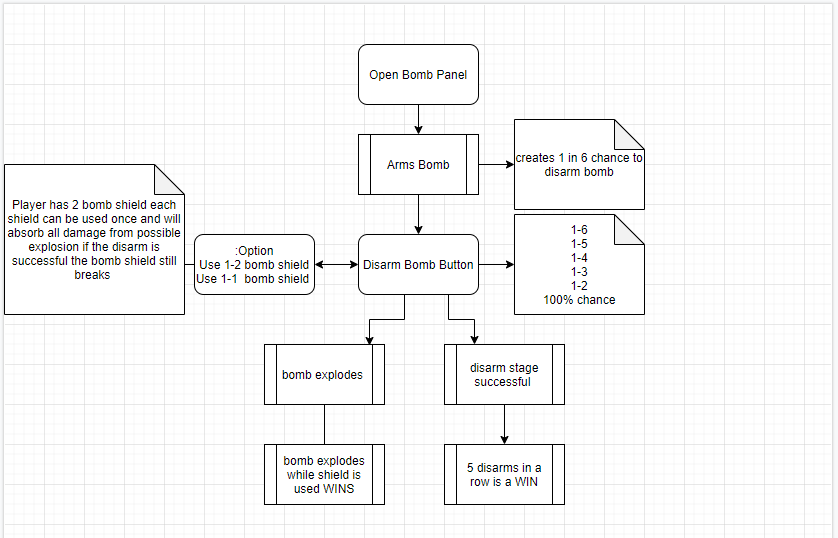 Open Bomb Panel
Arms Bomb
creates 1 in 6 chance to
disarm bomb
Player has 2 bomb shield each
shield can be used once and will
absorb all damage from possible
explosion if the disarm is
successful the bomb shield still
breaks
:Option
Use 1-2 bomb shield
Use 1-1 bomb shield
Disarm Bomb Button
1-6
1-5
1-4
1-3
1-2
100% chance
bomb explodes
disarm stage
successful
bomb explodes
while shield is
used WINS
5 disarms in a
row is a WIN